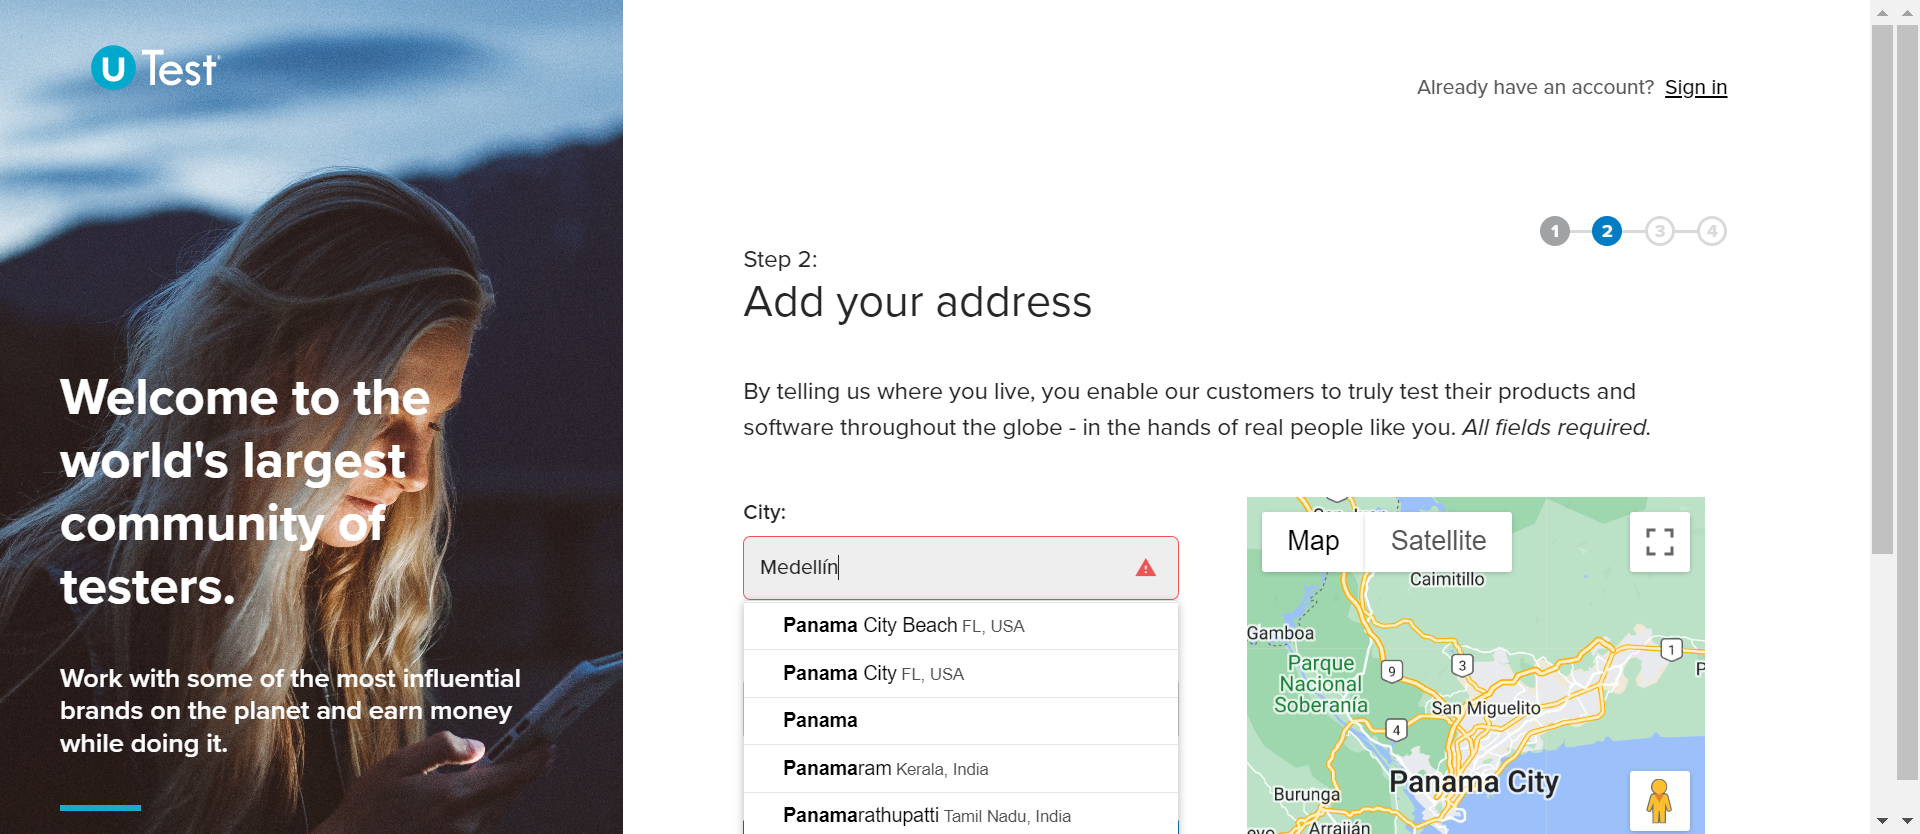 uTest
Already have an account? Sign in
1 2 3 4
Step 2:
Add your address
Welcome to the
world's largest
community of
testers.
Work with some of the most influential
brands on the planet and earn money
while doing it.
By telling us where you live, you enable our customers to truly test their products and
software throughout the globe - in the hands of real people like you. All fields required.
City:
Medellín
Panama City Beach FL, USA
Panama City FL, USA
Panama
Panamaram Kerala, India
Panamarathupatti Tamil Nadu, India
Map Satellite
Caimitillo
Gamboa
1
9
3
Parque
Nacional
Soberanía
P
San Miguelito
4
Panama City
Burunga
Arraiján